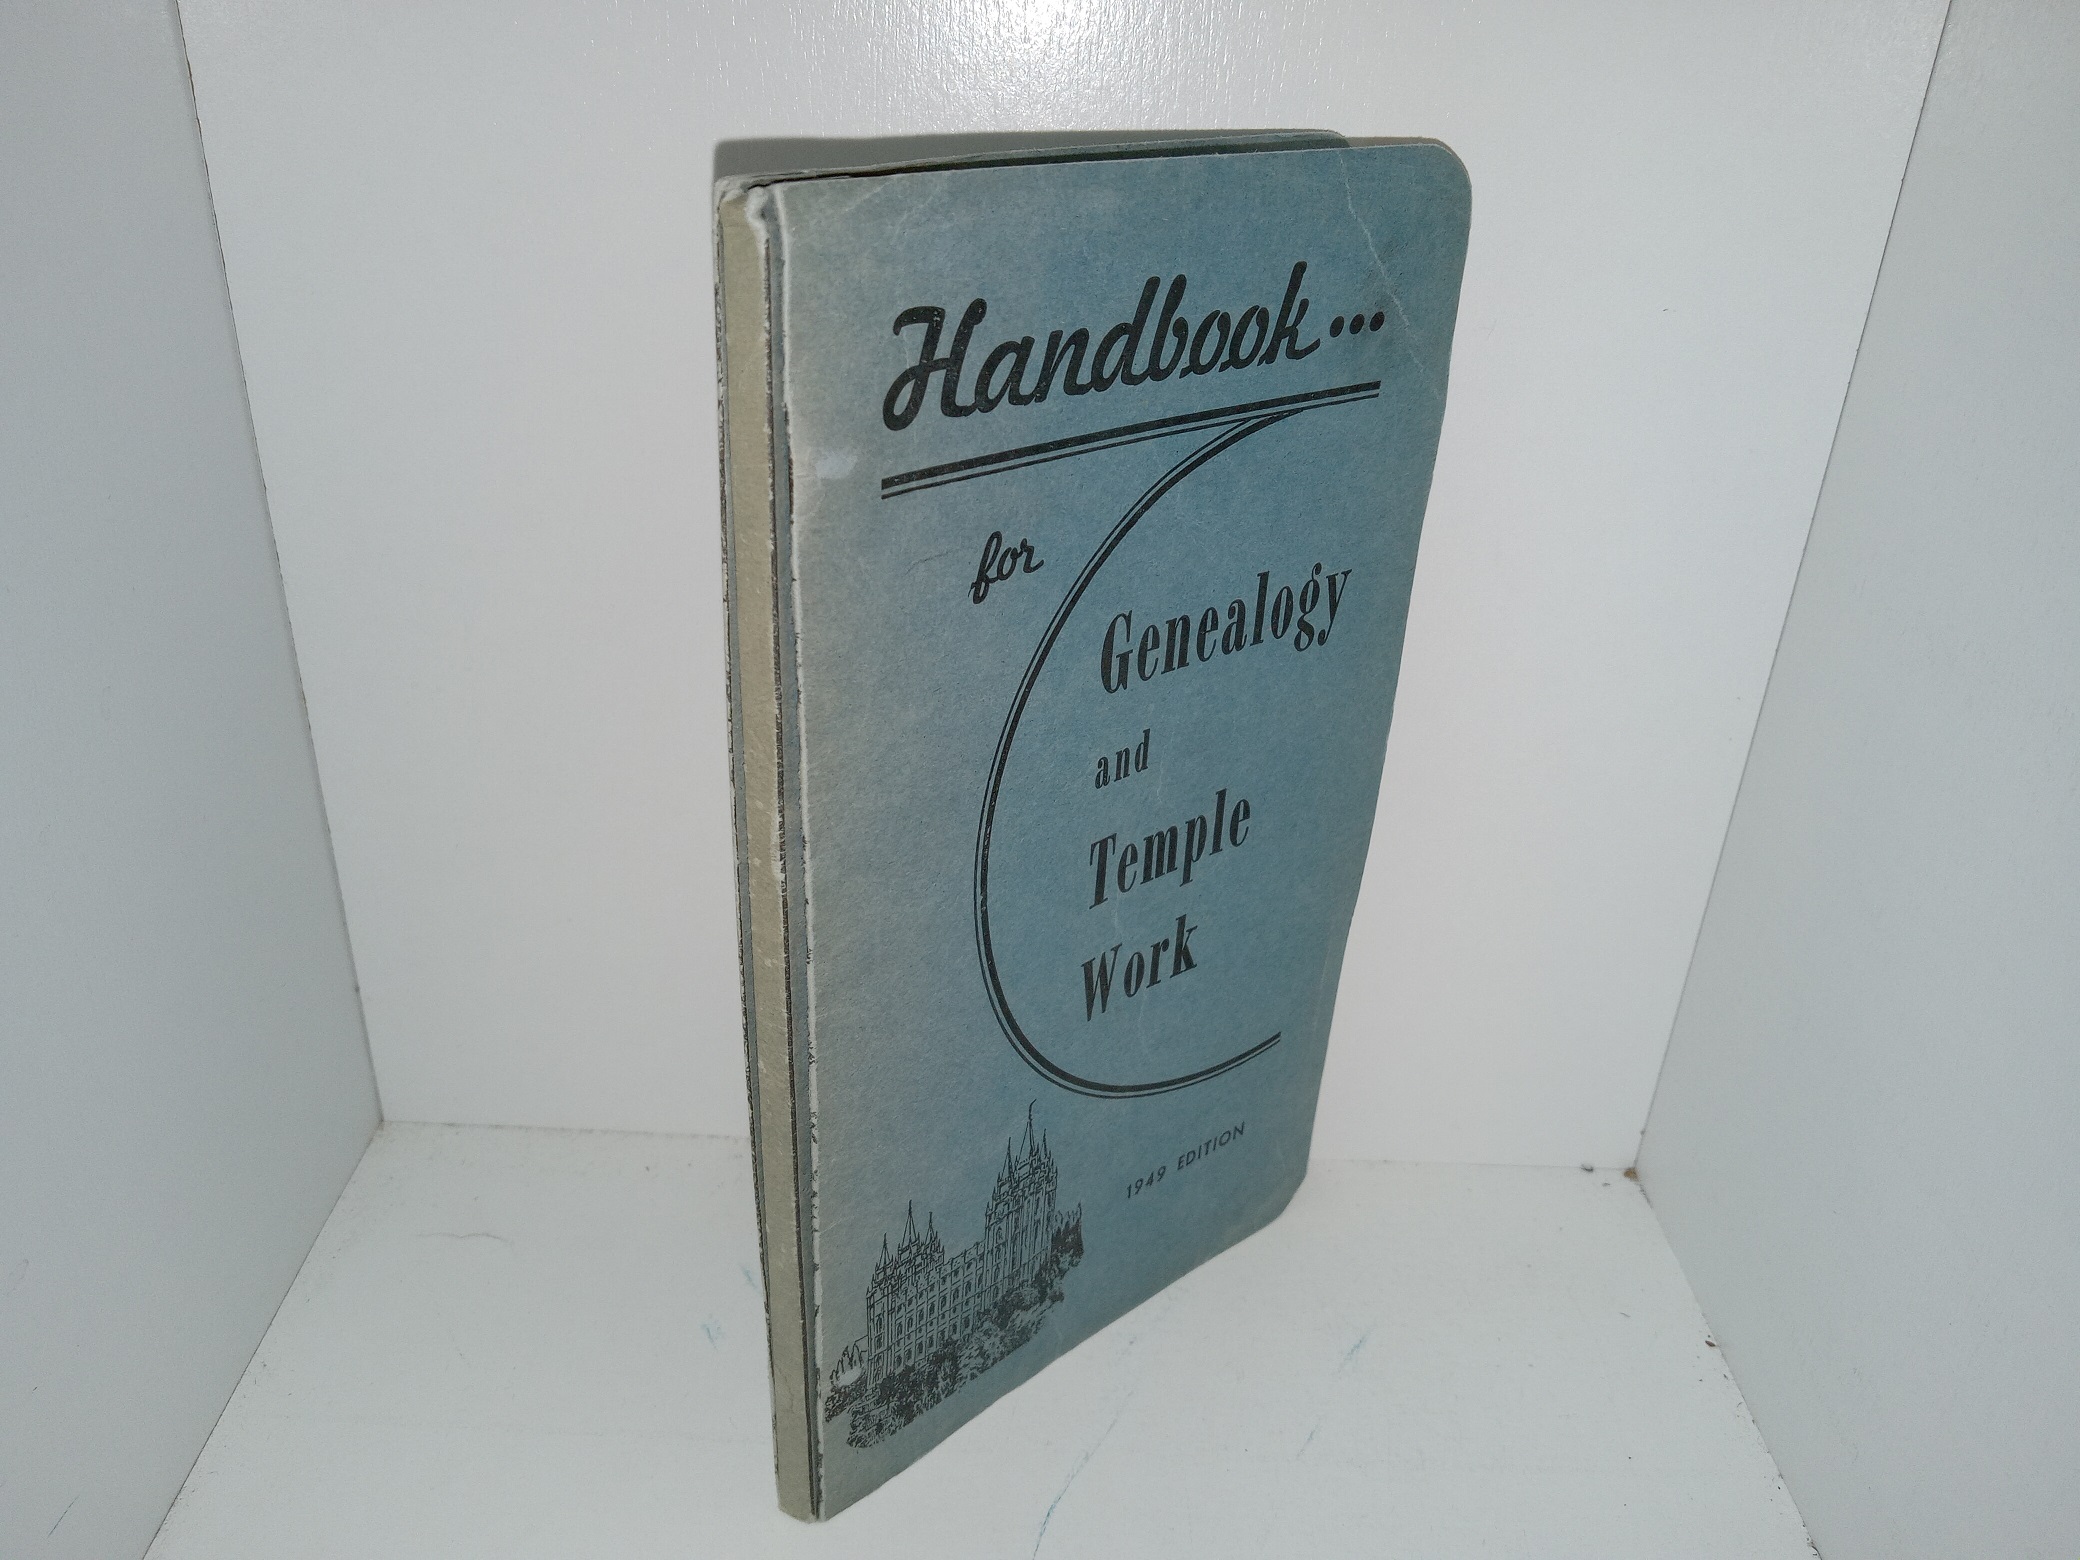 Handbook...
for
Genealogy
and
Temple
Work
1949 EDITION